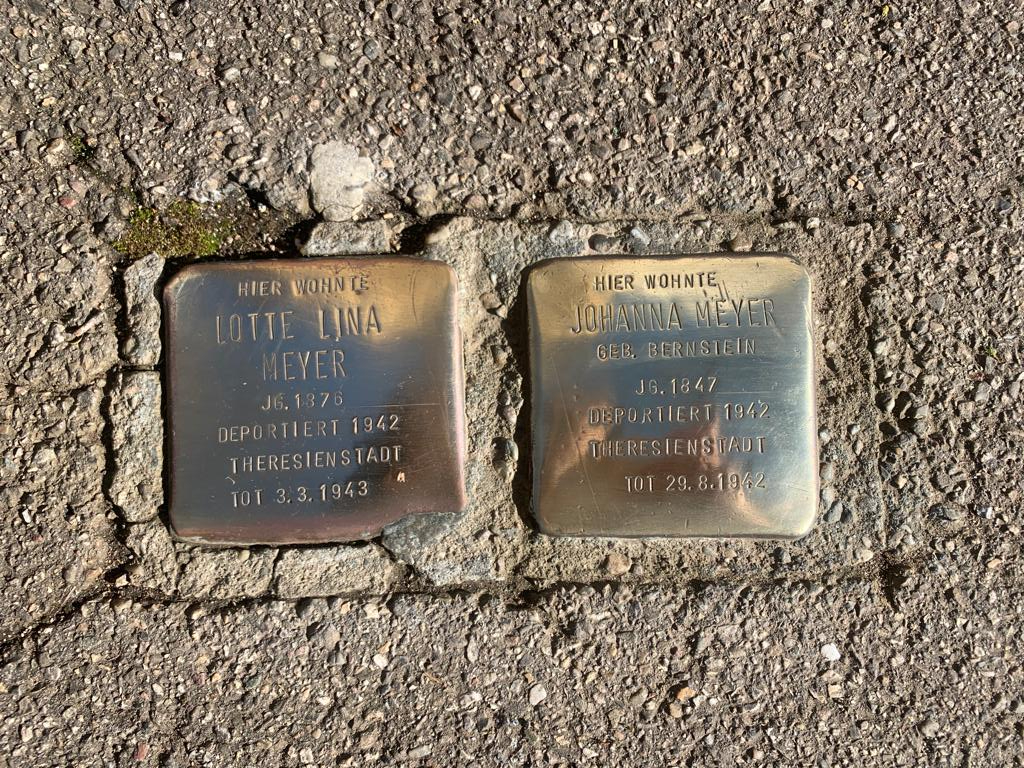 HIER WOHNTE
LOTTE LINA
MEYER
JG. 1876
DEPORTIERT 1942
THERESIENSTADT
TOT 3.3.1943
HIER WOHNTE
JOHANNA MEYER
GEB. BERNSTEIN
JG. 1847
DEPORTIERT 1942
THERESIENSTADT
TOT 29.8.1942